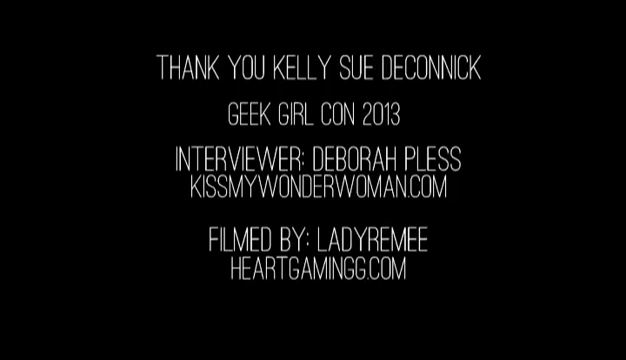 THANK YOU KELLY SUE DECONNICK
GEEK GIRL CON 2013
INTERVIEWER: DEBORAH PLESS
KISSMYWONDERWOMAN.COM
FILMED BY: LADYREMEE
HEARTGAMINGG.COM